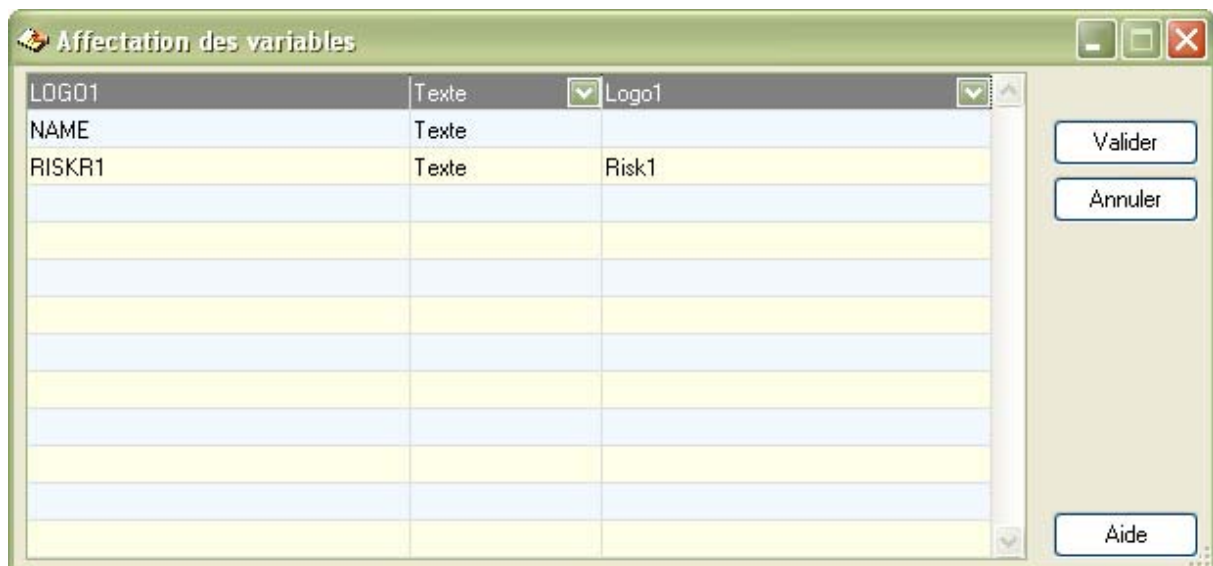 Affectation des variables
LOGO1 Texte Logo1
NAME Texte
RISKR1 Texte Risk1
Valider
Annuler
Aide